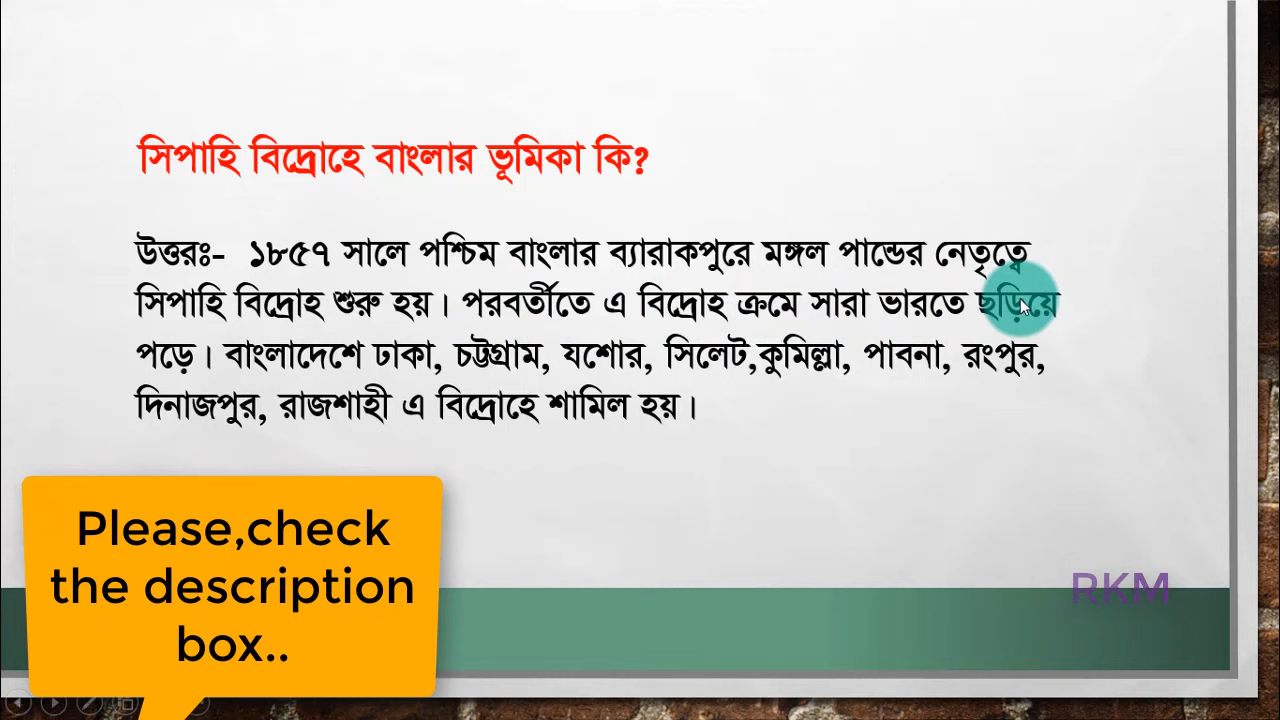 সিপাহি বিদ্রোহে বাংলার ভূমিকা কি?
উত্তরঃ- ১৮৫৭ সালে পশ্চিম বাংলার ব্যারাকপুরে মঙ্গল পান্ডের নেতৃত্বে
সিপাহি বিদ্রোহ শুরু হয়। পরবর্তীতে এ বিদ্রোহ ক্রমে সারা ভারতে ছড়িয়ে
পড়ে। বাংলাদেশে ঢাকা, চট্টগ্রাম, যশোর, সিলেট,কুমিল্লা, পাবনা, রংপুর,
দিনাজপুর, রাজশাহী এ বিদ্রোহে শামিল হয়।
Please,check
the description
box..
RKM